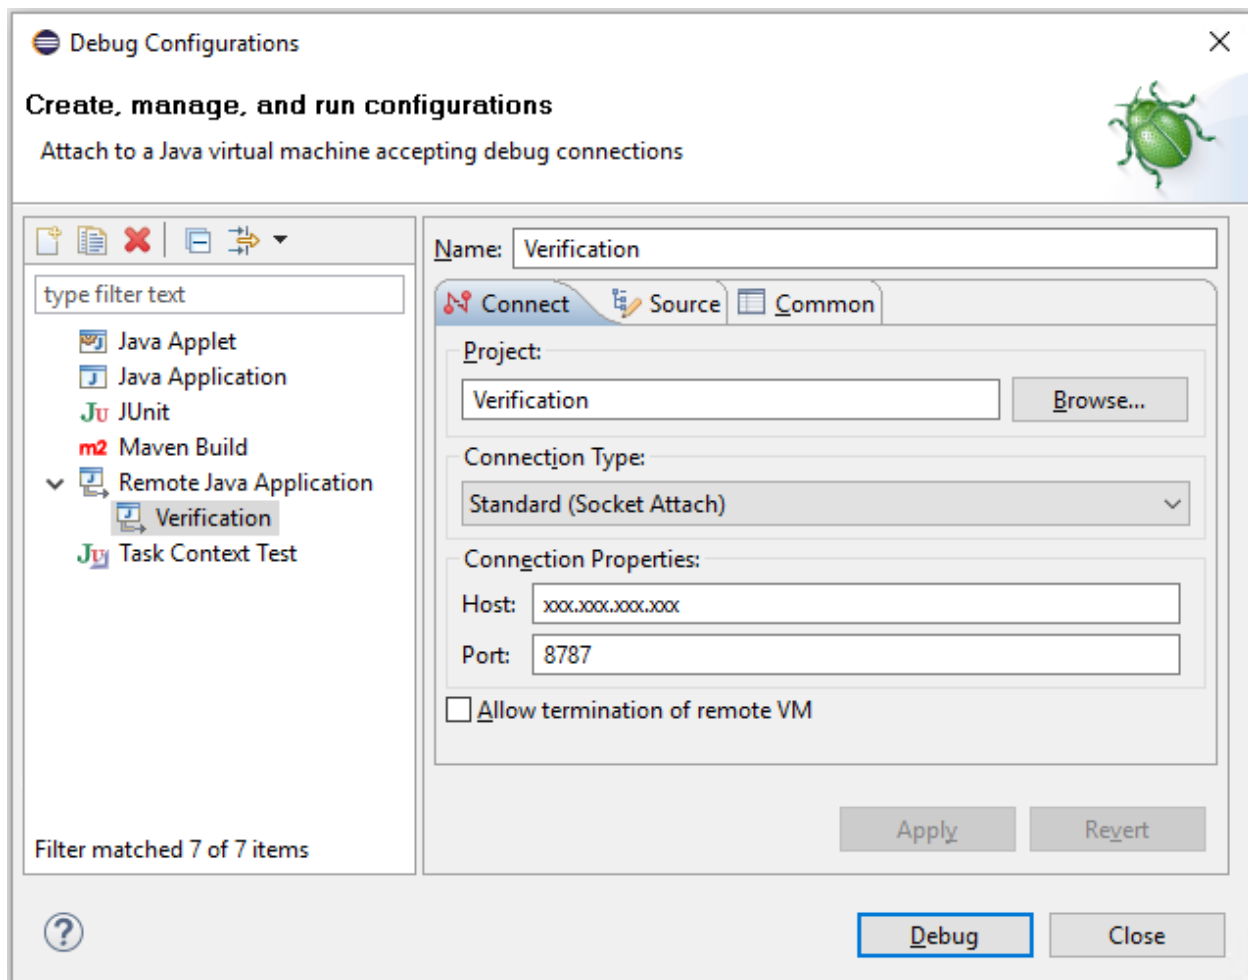 Debug Configurations
Create, manage, and run configurations
Attach to a Java virtual machine accepting debug connections
type filter text
Java Applet
Java Application
Ju JUnit
m2 Maven Build
Remote Java Application
Verification
Ju Task Context Test
Filter matched 7 of 7 items
Name: Verification
Connect Source Common
Project:
Verification Browse...
Connection Type:
Standard (Socket Attach)
Connection Properties:
Host: xxx.xxx.xxx.xxx
Port: 8787
Allow termination of remote VM
Apply Revert
Debug Close